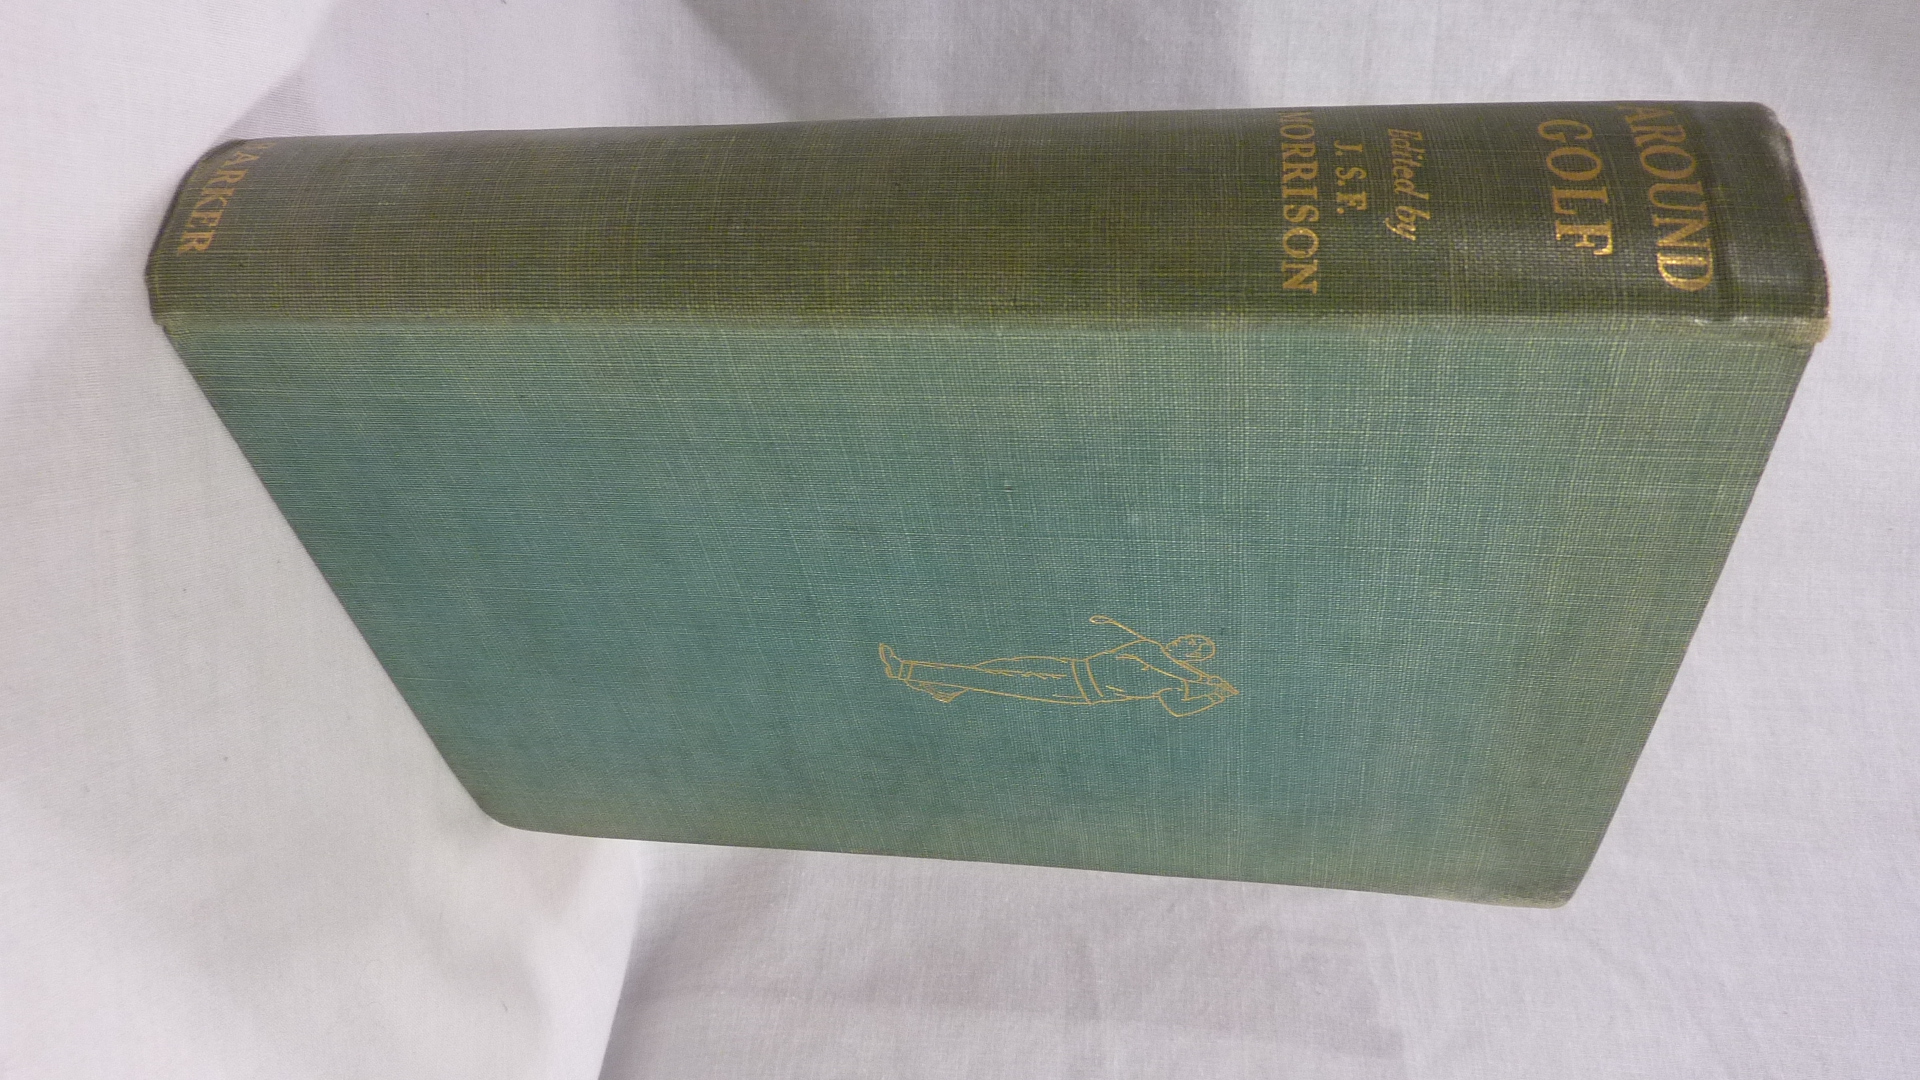 AROUND
GOLF
Edited by
J. S. F.
MORRISON
BARKER